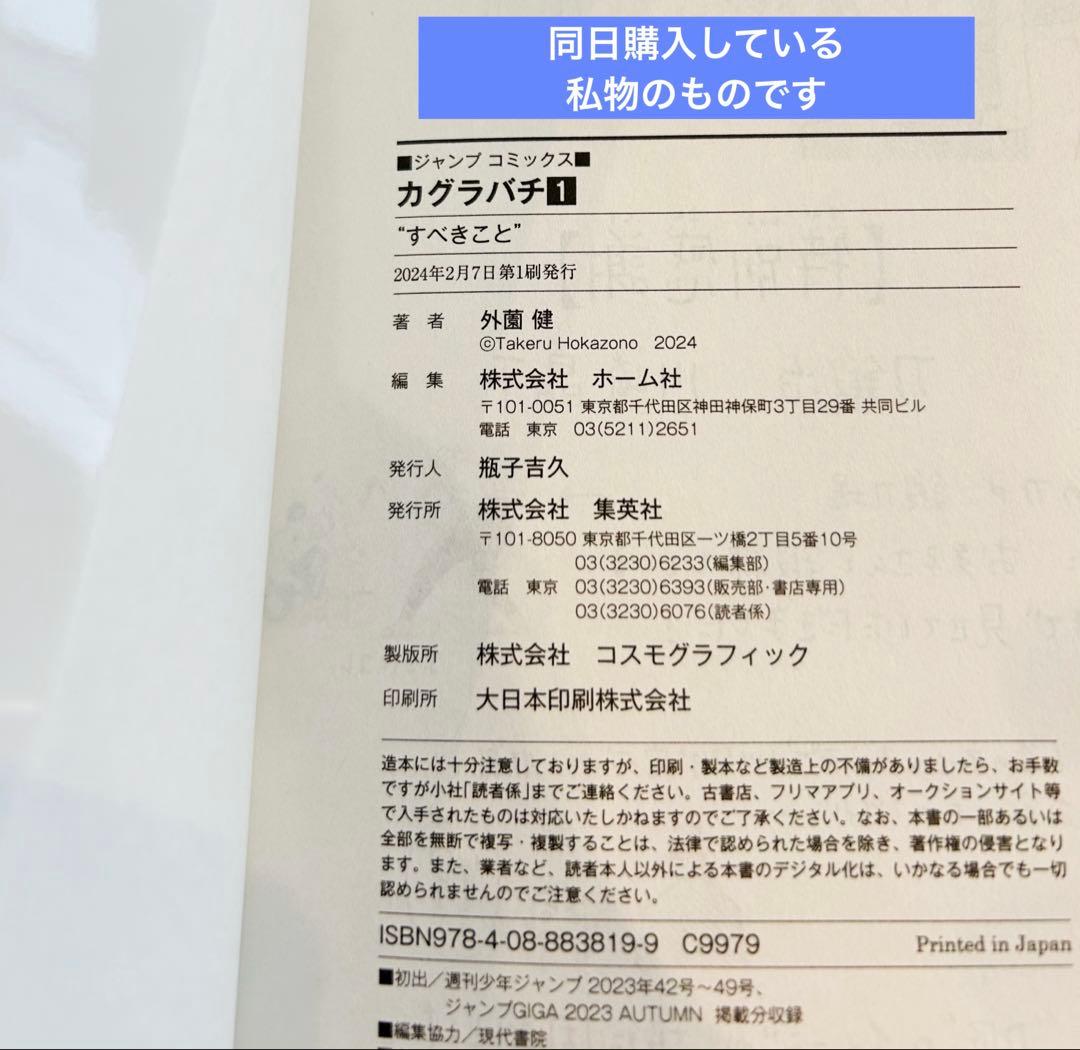 同日購入している
私物のものです
■ジャンプ コミックス■
カグラバチ1
“すべきこと”
2024年2月7日第1刷発行
著 者 外薗 健
©Takeru Hokazono 2024
編 集 株式会社 ホーム社
〒101-0051 東京都千代田区神田神保町3丁目29番 共同ビル
電話 東京 03(5211)2651
発行人 瓶子吉久
発行所 株式会社 集英社
〒101-8050 東京都千代田区一ツ橋2丁目5番10号
03(3230)6233(編集部)
電話 東京 03(3230)6393(販売部·書店専用)
03(3230)6076(読者係)
製版所 株式会社 コスモグラフィック
印刷所 大日本印刷株式会社
造本には十分注意しておりますが、印刷・製本など製造上の不備がありましたら、お手数
ですが小社「読者係」までご連絡ください。古書店、フリマアプリ、オークションサイト等
で入手されたものは対応いたしかねますのでご了承ください。なお、本書の一部あるいは
全部を無断で複写・複製することは、法律で認められた場合を除き、著作権の侵害となり
ます。また、業者など、読者本人以外による本書のデジタル化は、いかなる場合でも一切
認められませんのでご注意ください。
ISBN978-4-08-883819-9 C9979 Printed in Japan
■初出／週刊少年ジャンプ 2023年42号〜49号、
ジャンプGIGA 2023 AUTUMN 掲載分収録
■編集協力／現代書院